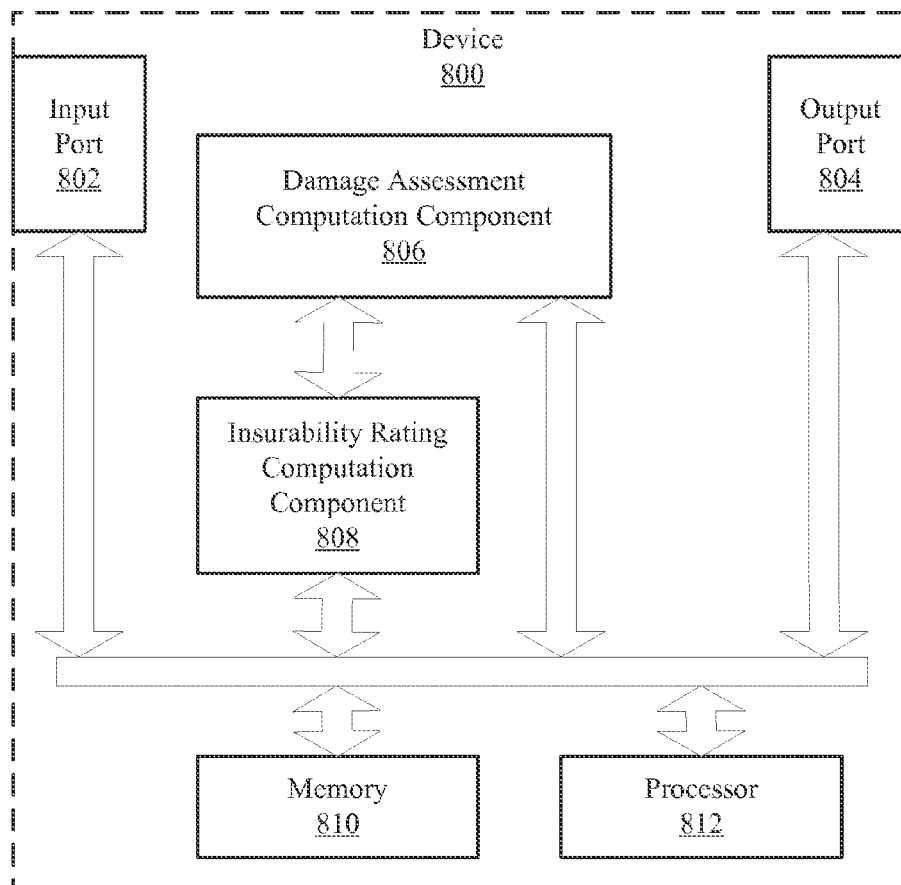 Device
800
Input
Port
802
Output
Port
804
Damage Assessment
Computation Component
806
Insurability Rating
Computation
Component
808
Memory
810
Processor
812